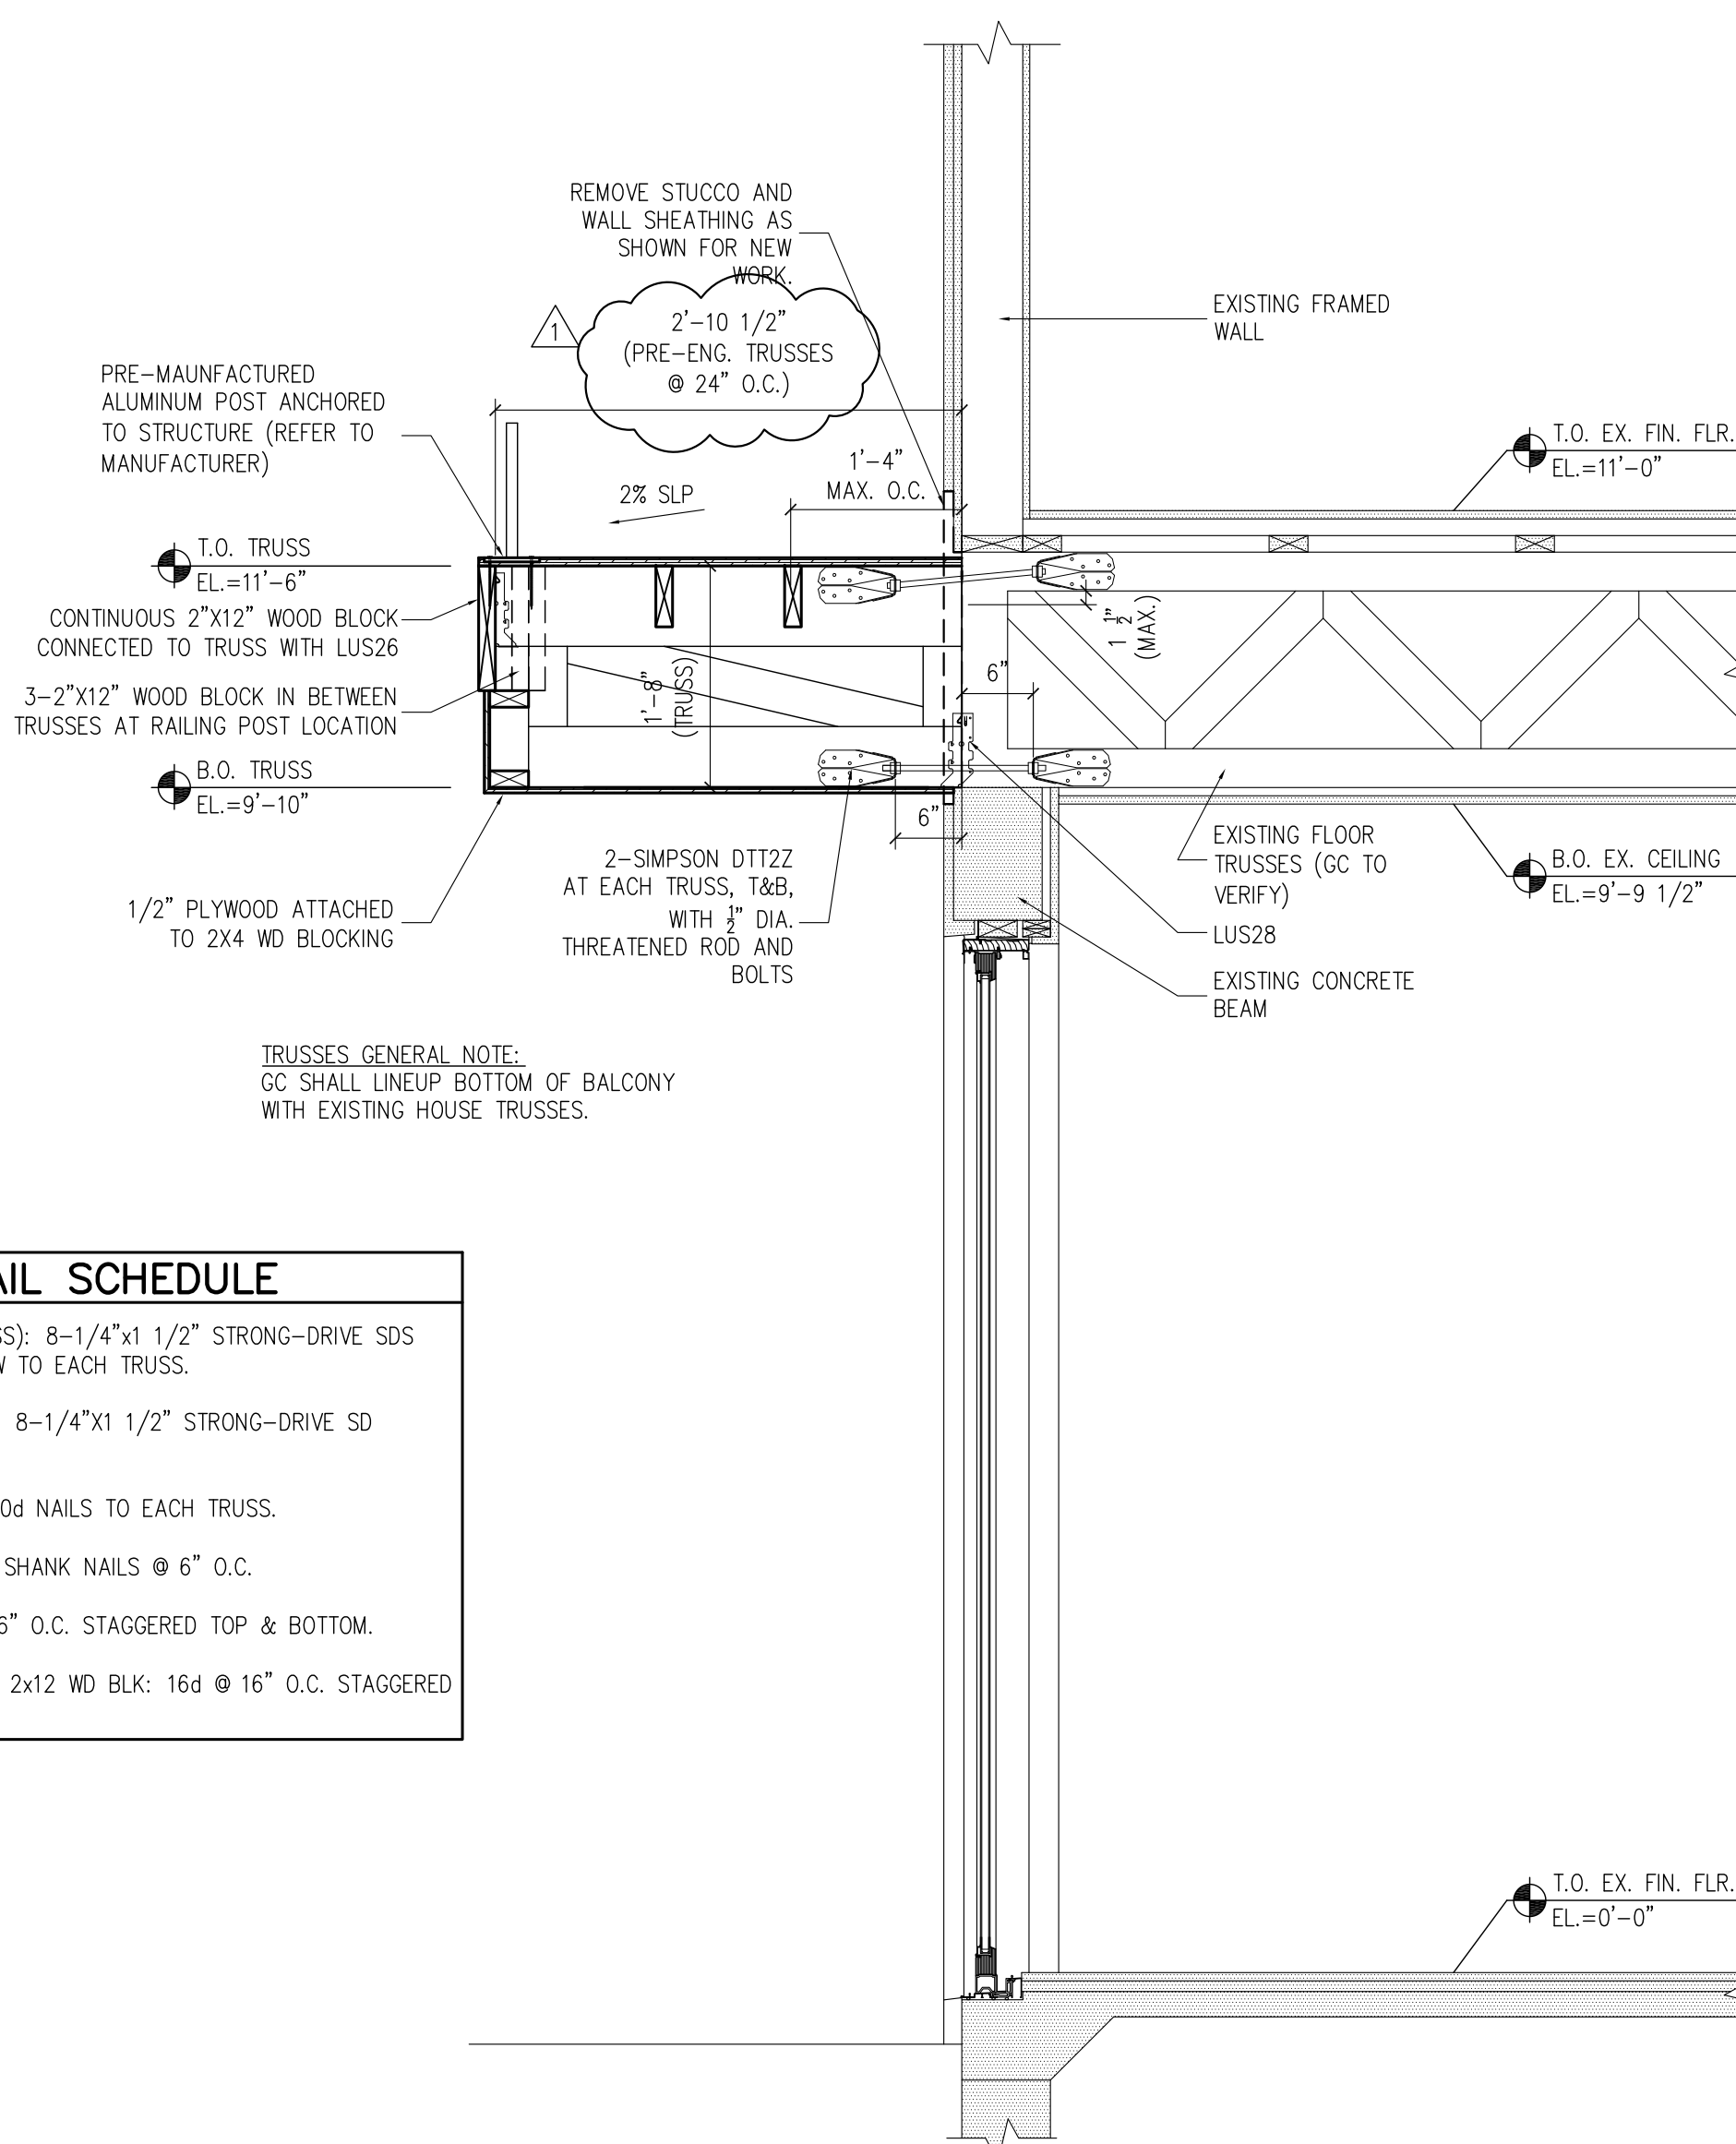 REMOVE STUCCO AND
WALL SHEATHING AS
SHOWN FOR NEW
WORK.
1
2'-10 1/2"
(PRE-ENG. TRUSSES
@ 24" O.C.)
EXISTING FRAMED
WALL
PRE-MAUNFACTURED
ALUMINUM POST ANCHORED
TO STRUCTURE (REFER TO
MANUFACTURER)
T.O. EX. FIN. FLR.
EL.=11'-0"
1'-4"
MAX. O.C.
2% SLP
T.O. TRUSS
EL.=11'-6"
CONTINUOUS 2"X12" WOOD BLOCK
CONNECTED TO TRUSS WITH LUS26
3-2"X12" WOOD BLOCK IN BETWEEN
TRUSSES AT RAILING POST LOCATION
1'-8"
(TRUSS)
1 1/2"
(MAX.)
6"
B.O. TRUSS
EL.=9'-10"
6"
1/2" PLYWOOD ATTACHED
TO 2X4 WD BLOCKING
2-SIMPSON DTT2Z
AT EACH TRUSS, T&B,
WITH 1/2" DIA.
THREATENED ROD AND
BOLTS
EXISTING FLOOR
TRUSSES (GC TO
VERIFY)
LUS28
EXISTING CONCRETE
BEAM
B.O. EX. CEILING
EL.=9'-9 1/2"
TRUSSES GENERAL NOTE:
GC SHALL LINEUP BOTTOM OF BALCONY
WITH EXISTING HOUSE TRUSSES.
SCHEDULE
8-1/4"x1 1/2" STRONG-DRIVE SDS
TO EACH TRUSS.
8-1/4"X1 1/2" STRONG-DRIVE SD
0d NAILS TO EACH TRUSS.
SHANK NAILS @ 6" O.C.
6" O.C. STAGGERED TOP & BOTTOM.
2x12 WD BLK: 16d @ 16" O.C. STAGGERED
T.O. EX. FIN. FLR.
EL.=0'-0"